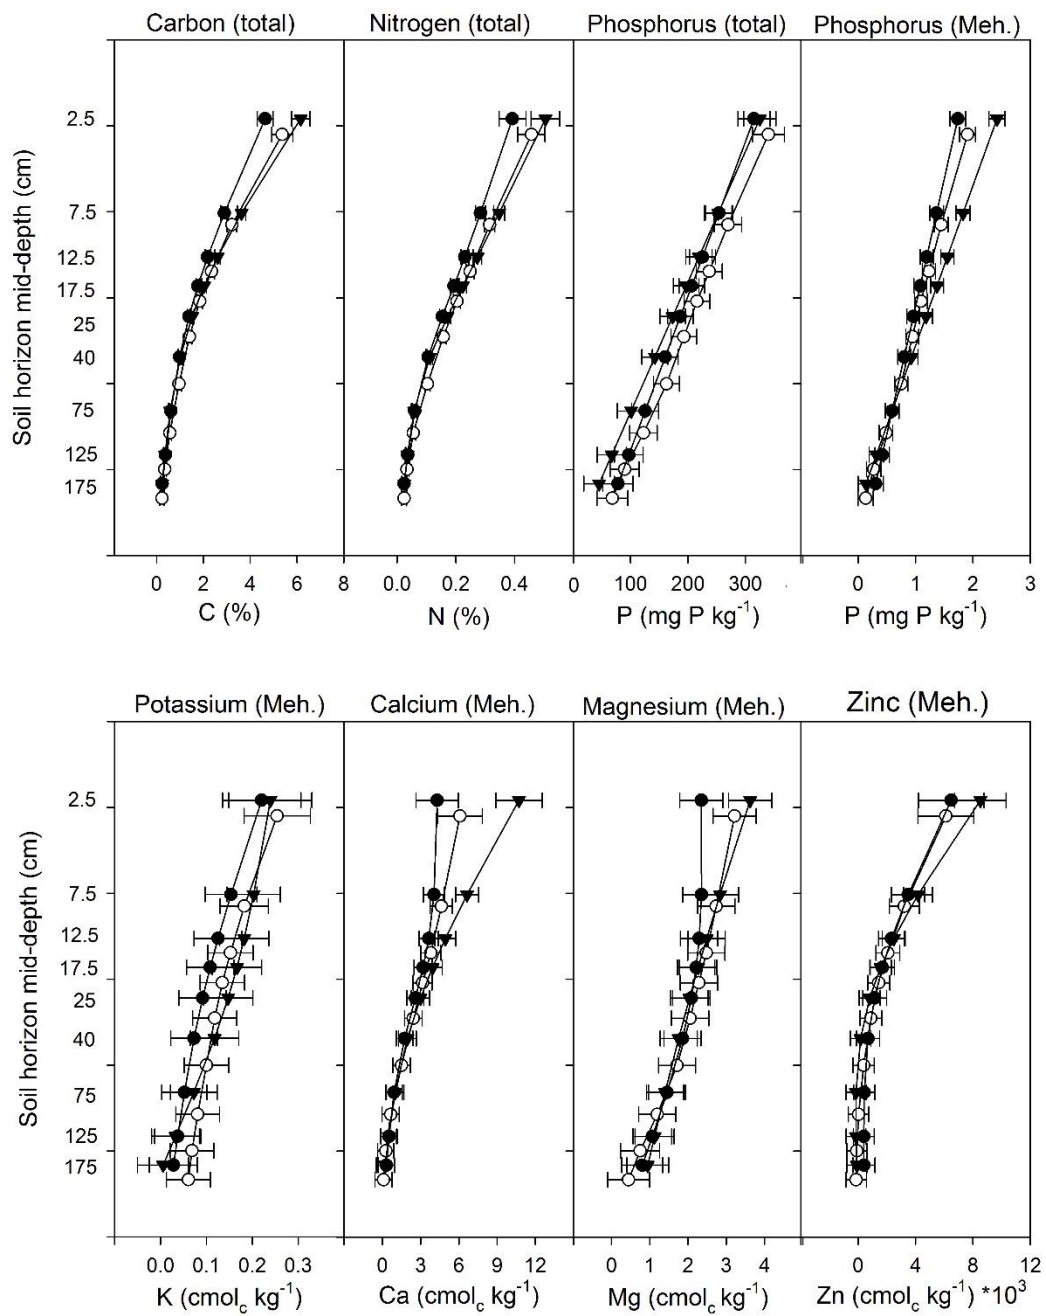 Carbon (total) Nitrogen (total) Phosphorus (total) Phosphorus (Meh.)
2.5
7.5
12.5
17.5
25
40
75
125
175
Soil horizon mid-depth (cm)
0 2 4 6 8 0.0 0.2 0.4 0 100 200 300 0 1 2 3
C (%) N (%) P (mg P kg-1) P (mg P kg-1)
Potassium (Meh.) Calcium (Meh.) Magnesium (Meh.) Zinc (Meh.)
2.5
7.5
12.5
17.5
25
40
75
125
175
Soil horizon mid-depth (cm)
0.0 0.1 0.2 0.3 0 3 6 9 12 0 1 2 3 4 0 4 8 12
K (cmolc kg-1) Ca (cmolc kg-1) Mg (cmolc kg-1) Zn (cmolc kg-1) *103